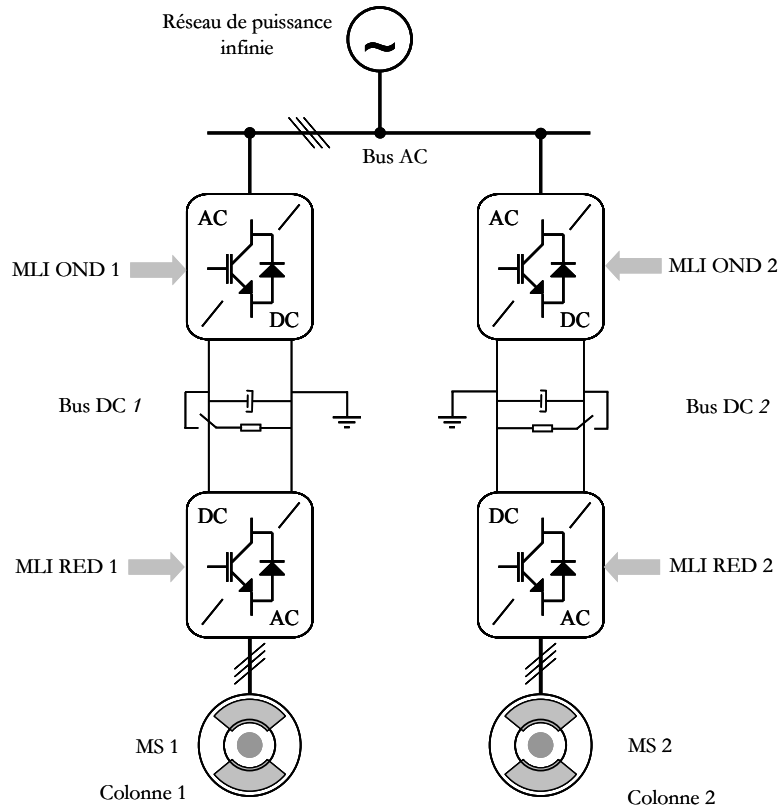 Réseau de puissance
infinie
~
Bus AC
AC
DC
MLI OND 1
AC
DC
MLI OND 2
Bus DC 1
Bus DC 2
DC
AC
MLI RED 1
DC
AC
MLI RED 2
MS 1
MS 2
Colonne 1
Colonne 2